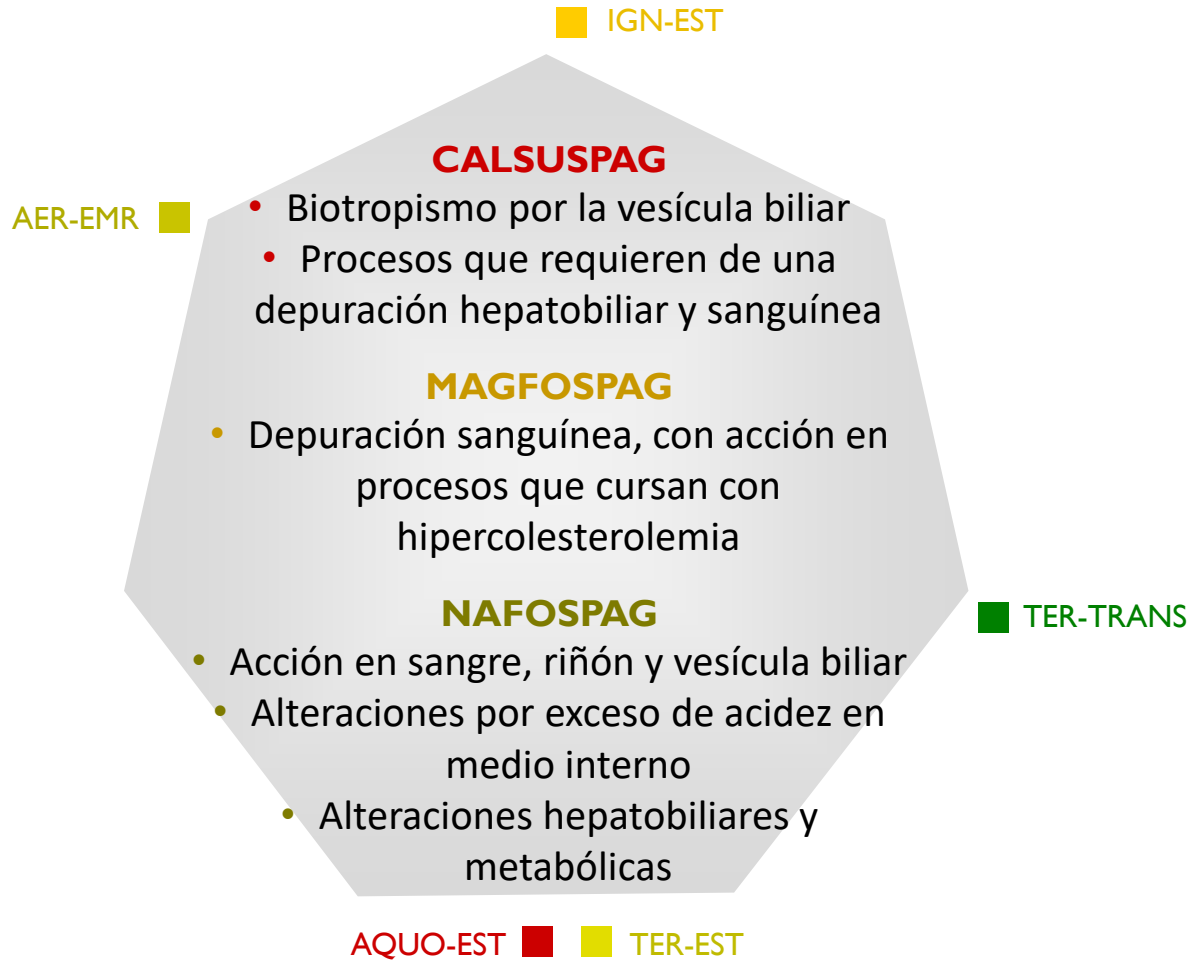 IGN-EST
CALSUSPAG
AER-EMR
• Biotropismo por la vesícula biliar
• Procesos que requieren de una
depuración hepatobiliar y sanguínea
MAGFOSPAG
• Depuración sanguínea, con acción en
procesos que cursan con
hipercolesterolemia
NAFOSPAG
TER-TRANS
• Acción en sangre, riñón y vesícula biliar
• Alteraciones por exceso de acidez en
medio interno
• Alteraciones hepatobiliares y
metabólicas
AQUO-EST
TER-EST